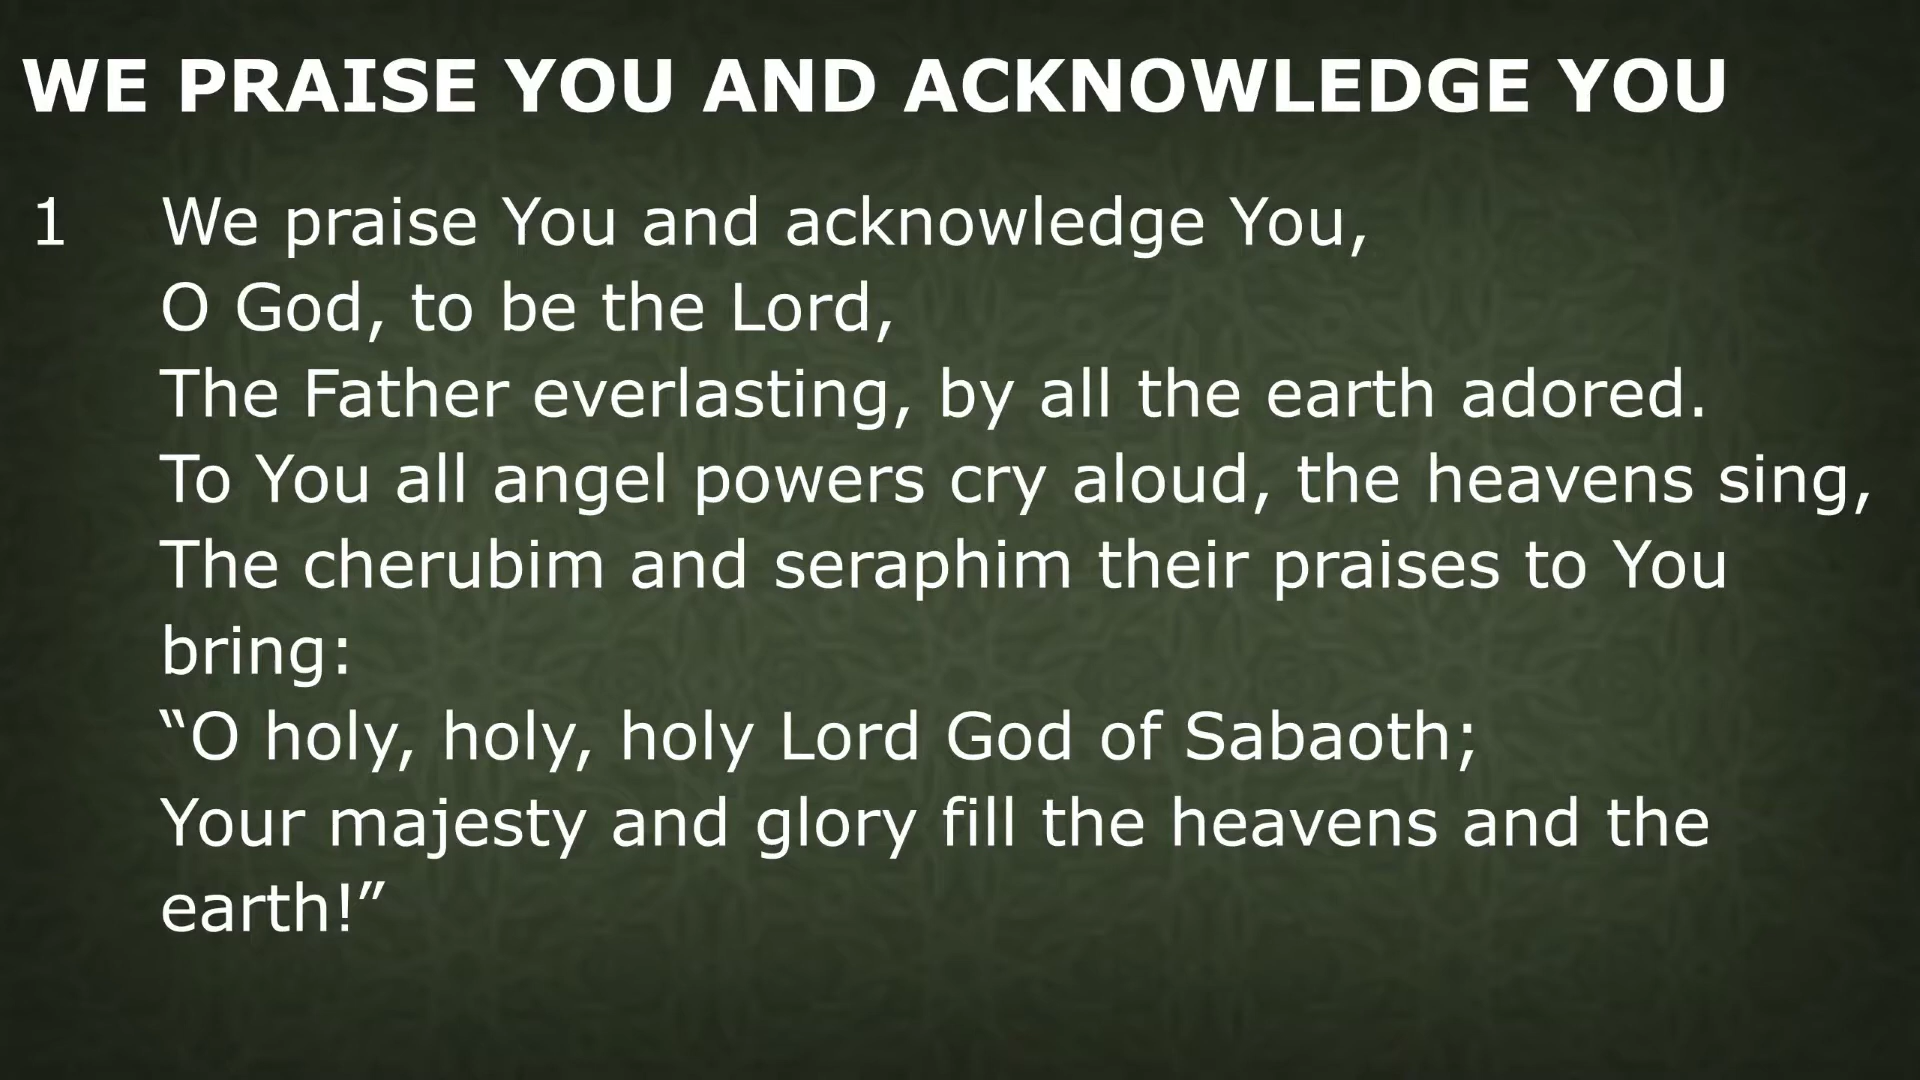 WE PRAISE YOU AND ACKNOWLEDGE YOU
1 We praise You and acknowledge You,
O God, to be the Lord,
The Father everlasting, by all the earth adored.
To You all angel powers cry aloud, the heavens sing,
The cherubim and seraphim their praises to You
bring:
“O holy, holy, holy Lord God of Sabaoth;
Your majesty and glory fill the heavens and the
earth!”